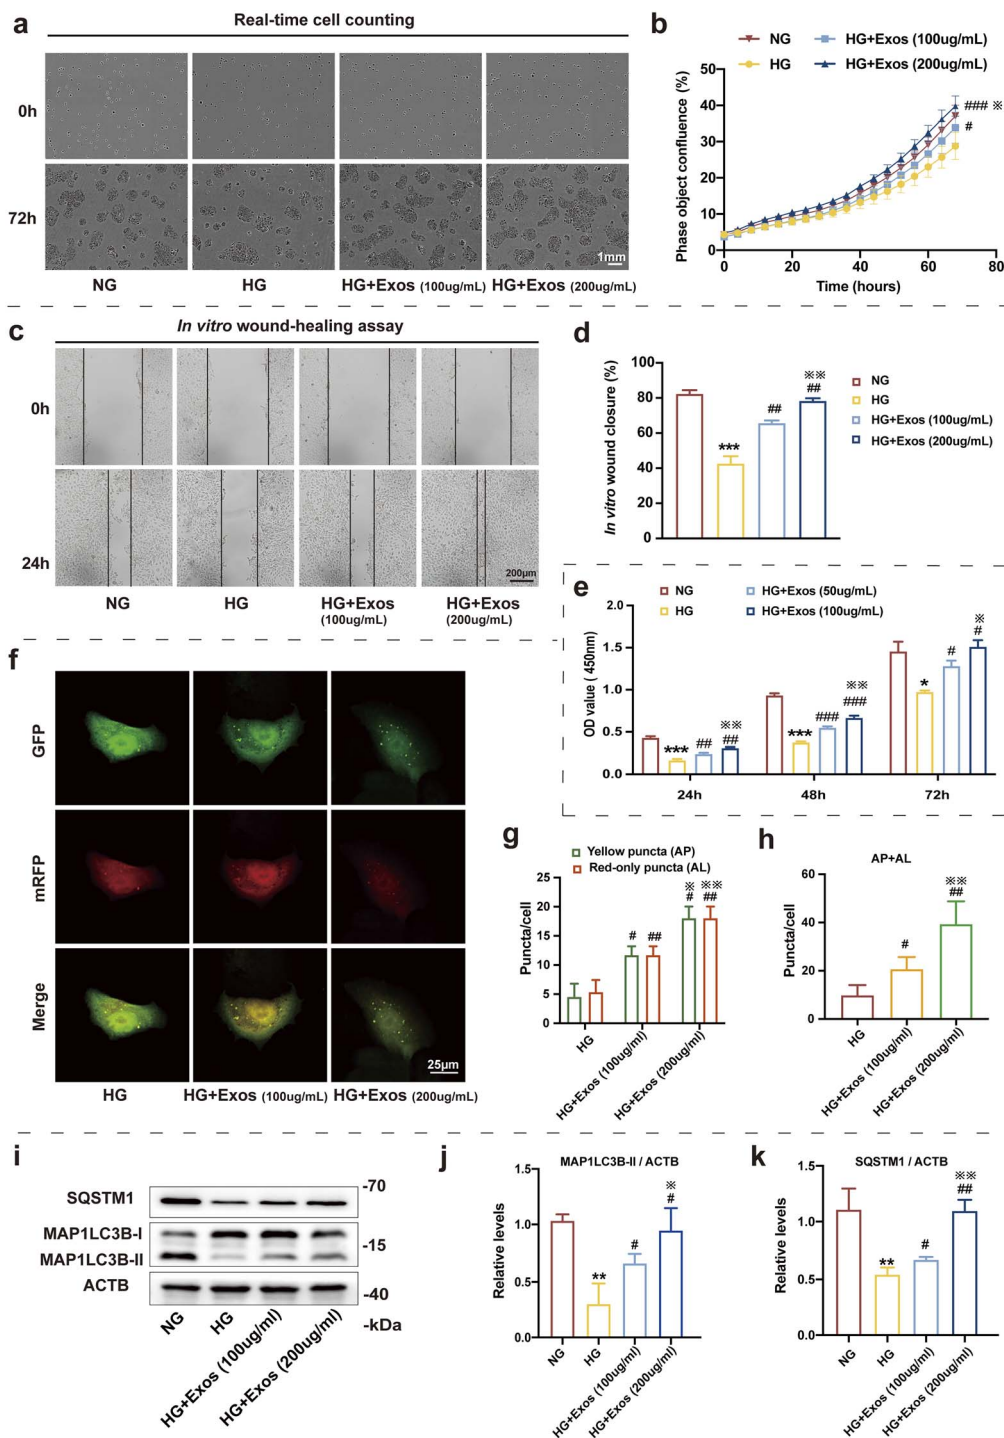 a
Real-time cell counting
0h
72h
1mm
NG
HG
HG+Exos (100ug/mL)
HG+Exos (200ug/mL)
b
NG
HG+Exos (100ug/mL)
HG
HG+Exos (200ug/mL)
Phase object confluence (%)
50
40
30
20
10
0
### ※
#
0
20
40
60
80
Time (hours)
c
In vitro wound-healing assay
0h
24h
200μm
NG
HG
HG+Exos
(100ug/mL)
HG+Exos
(200ug/mL)
d
In vitro wound closure (%)
100
80
60
40
20
0
***
##
※※
##
NG
HG
HG+Exos (100ug/mL)
HG+Exos (200ug/mL)
e
NG
HG+Exos (50ug/mL)
HG
HG+Exos (100ug/mL)
OD value ( 450nm)
2.0
1.5
1.0
0.5
0.0
***
##
※※
##
***
###
※※
###
*
#
※
#
24h
48h
72h
f
GFP
mRFP
Merge
25μm
HG
HG+Exos (100ug/mL)
HG+Exos (200ug/mL)
g
Yellow puncta (AP)
Red-only puncta (AL)
Puncta/cell
25
20
15
10
5
0
#
##
※
#
※※
##
HG
HG+Exos (100ug/ml)
HG+Exos (200ug/ml)
h
AP+AL
Puncta/cell
60
40
20
0
#
※※
##
HG
HG+Exos (100ug/ml)
HG+Exos (200ug/ml)
i
SQSTM1
MAP1LC3B-I
MAP1LC3B-II
ACTB
-70
-15
-40
-kDa
NG
HG
HG+Exos (100ug/ml)
HG+Exos (200ug/ml)
j
MAP1LC3B-II / ACTB
Relative levels
1.5
1.0
0.5
0.0
**
#
※
#
NG
HG
HG+Exos (100ug/ml)
HG+Exos (200ug/ml)
k
SQSTM1 / ACTB
Relative levels
1.5
1.0
0.5
0.0
**
#
※※
##
NG
HG
HG+Exos (100ug/ml)
HG+Exos (200ug/ml)